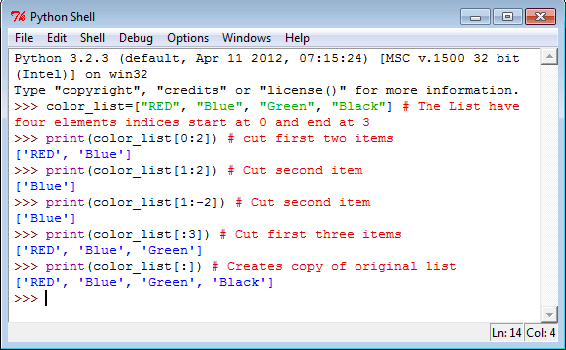 Python Shell
File Edit Shell Debug Options Windows Help
Python 3.2.3 (default, Apr 11 2012, 07:15:24) [MSC v.1500 32 bit
(Intel)] on win32
Type "copyright", "credits" or "license()" for more information.
>>> color_list=["RED", "Blue", "Green", "Black"] # The List have
four elements indices start at 0 and end at 3
>>> print(color_list[0:2]) # cut first two items
['RED', 'Blue']
>>> print(color_list[1:2]) # Cut second item
['Blue']
>>> print(color_list[1:-2]) # Cut second item
['Blue']
>>> print(color_list[:3]) # Cut first three items
['RED', 'Blue', 'Green']
>>> print(color_list[:]) # Creates copy of original list
['RED', 'Blue', 'Green', 'Black']
>>>
Ln: 14 Col: 4